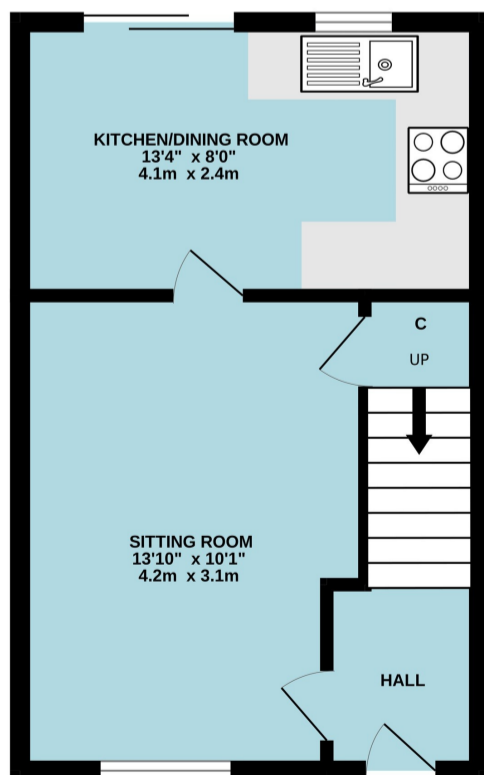 KITCHEN/DINING ROOM
13'4" x 8'0"
4.1m x 2.4m
C
UP
SITTING ROOM
13'10" x 10'1"
4.2m x 3.1m
HALL